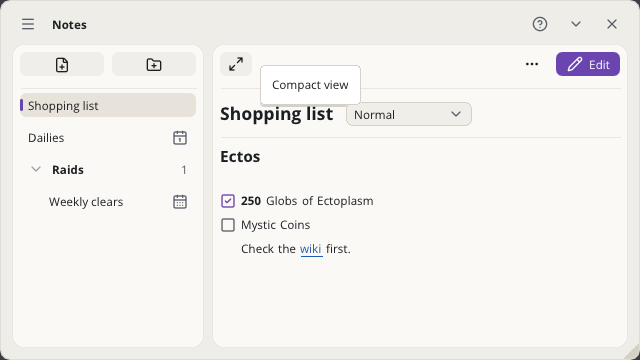 Notes
Edit
Compact view
Shopping list
Dailies
Raids 1
Weekly clears
Shopping list Normal
Ectos
250 Globs of Ectoplasm
Mystic Coins
Check the wiki first.